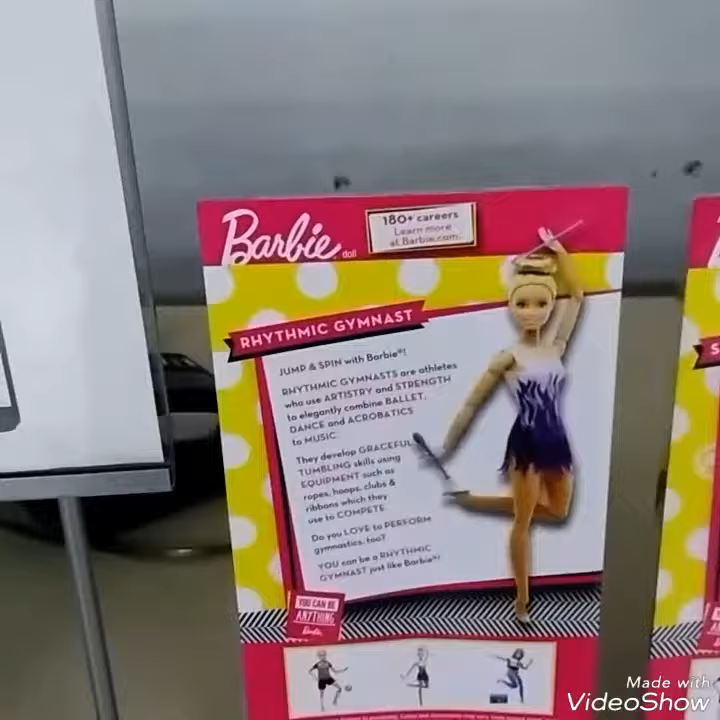 Barbie doll
180+ careers
Learn more
at Barbie.com.
RHYTHMIC GYMNAST
JUMP & SPIN with Barbie®!
RHYTHMIC GYMNASTS are athletes
who use ARTISTRY and STRENGTH
to elegantly combine BALLET,
DANCE and ACROBATICS
to MUSIC.
They develop GRACEFUL
TUMBLING skills using
EQUIPMENT such as
ropes, hoops, clubs &
ribbons which they
use to COMPETE.
Do you LOVE to PERFORM
gymnastics, too?
YOU can be a RHYTHMIC
GYMNAST just like Barbie®!
YOU CAN BE
ANYTHING
Barbie
Made with
VideoShow